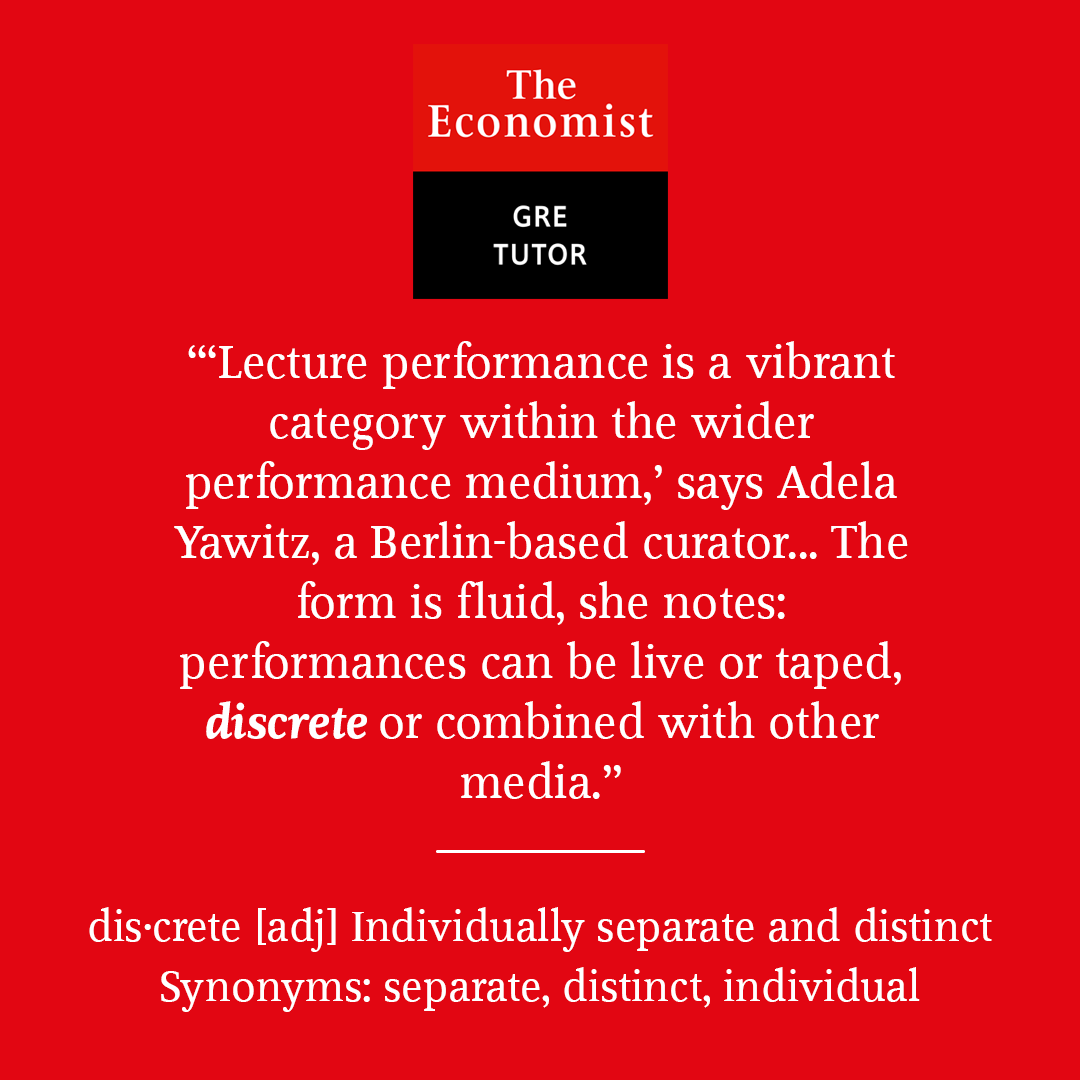 The
Economist
GRE
TUTOR
“‘Lecture performance is a vibrant
category within the wider
performance medium,’ says Adela
Yawitz, a Berlin-based curator... The
form is fluid, she notes:
performances can be live or taped,
discrete or combined with other
media.”
dis·crete [adj] Individually separate and distinct
Synonyms: separate, distinct, individual